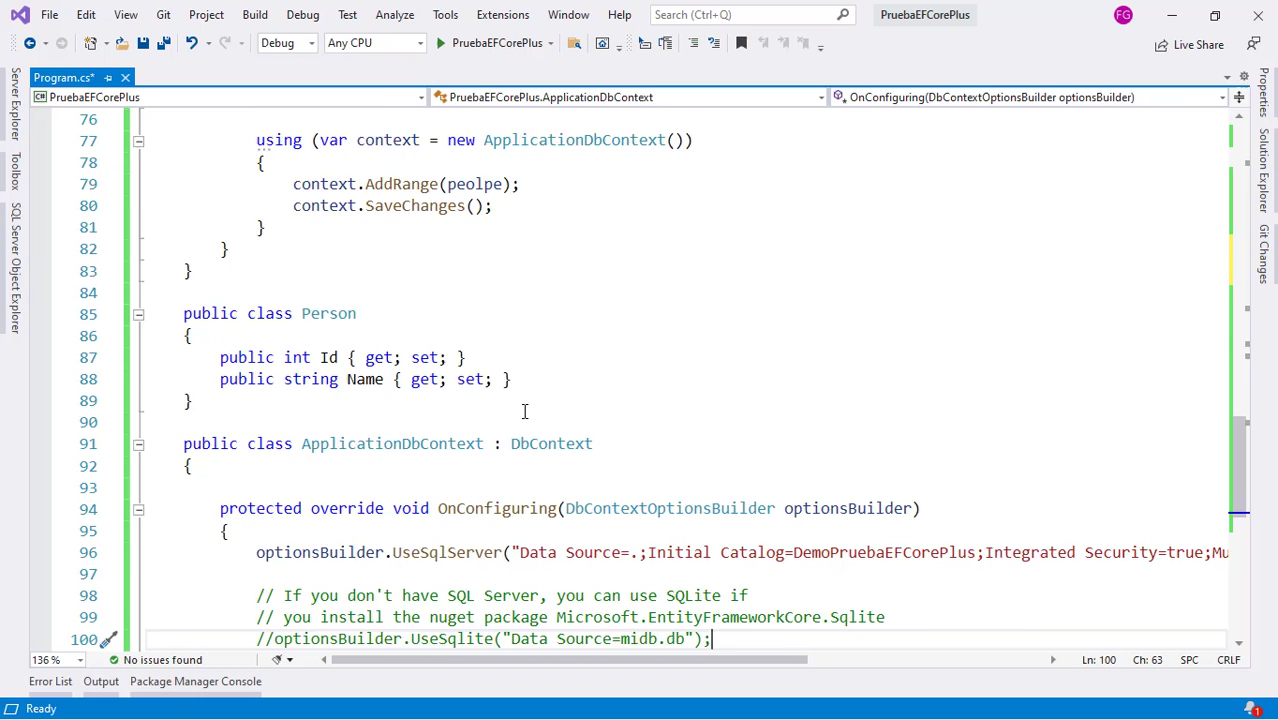 File Edit View Git Project Build Debug Test Analyze Tools Extensions Window Help Search (Ctrl+Q) PruebaEFCorePlus FG
Debug Any CPU PruebaEFCorePlus Live Share
Program.cs*
PruebaEFCorePlus PruebaEFCorePlus.ApplicationDbContext OnConfiguring(DbContextOptionsBuilder optionsBuilder)
Server Explorer
Toolbox
SQL Server Object Explorer
Properties
Solution Explorer
Git Changes
76
77 using (var context = new ApplicationDbContext())
78 {
79 context.AddRange(peolpe);
80 context.SaveChanges();
81 }
82 }
83 }
84
85 public class Person
86 {
87 public int Id { get; set; }
88 public string Name { get; set; }
89 }
90
91 public class ApplicationDbContext : DbContext
92 {
93
94 protected override void OnConfiguring(DbContextOptionsBuilder optionsBuilder)
95 {
96 optionsBuilder.UseSqlServer("Data Source=.;Initial Catalog=DemoPruebaEFCorePlus;Integrated Security=true;Mu
97
98 // If you don't have SQL Server, you can use SQLite if
99 // you install the nuget package Microsoft.EntityFrameworkCore.Sqlite
100 //optionsBuilder.UseSqlite("Data Source=midb.db");
136 % No issues found Ln: 100 Ch: 63 SPC CRLF
Error List Output Package Manager Console
Ready 1